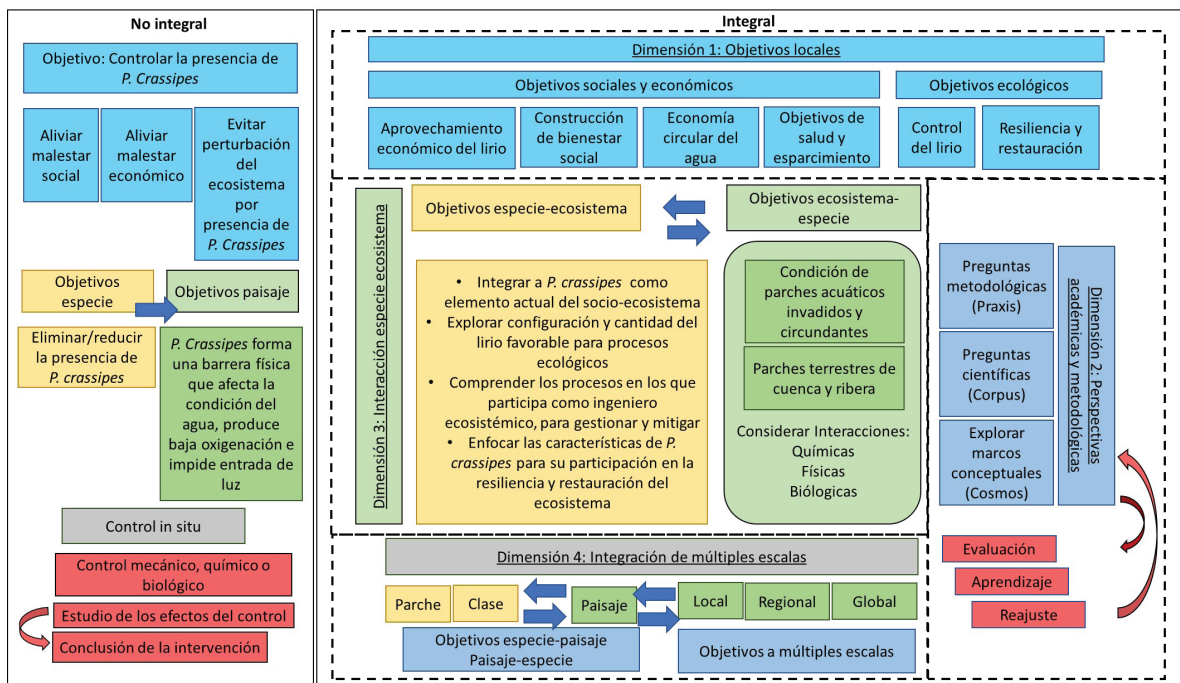 No integral
Objetivo: Controlar la presencia de
P. Crassipes
Aliviar
malestar
social
Aliviar
malestar
económico
Evitar
perturbación
del
ecosistema
por
presencia de
P. Crassipes
Objetivos
especie
Objetivos paisaje
Eliminar/reducir
la presencia de
P. crassipes
P. Crassipes forma
una barrera física
que afecta la
condición del
agua, produce
baja oxigenación e
impide entrada de
luz
Control in situ
Control mecánico, químico o
biológico
Estudio de los efectos del control
Conclusión de la intervención
Integral
Dimensión 1: Objetivos locales
Objetivos sociales y económicos
Objetivos ecológicos
Aprovechamiento
económico del lirio
Construcción
de bienestar
social
Economía
circular del
agua
Objetivos de
salud y
esparcimiento
Control
del lirio
Resiliencia y
restauración
Dimensión 3: Interacción especie ecosistema
Objetivos especie-ecosistema
Objetivos ecosistema-
especie
• Integrar a P. crassipes como
elemento actual del socio-ecosistema
• Explorar configuración y cantidad del
lirio favorable para procesos
ecológicos
• Comprender los procesos en los que
participa como ingeniero
ecosistémico, para gestionar y mitigar
• Enfocar las características de P.
crassipes para su participación en la
resiliencia y restauración del
ecosistema
Condición de
parches acuáticos
invadidos y
circundantes
Parches terrestres de
cuenca y ribera
Considerar Interacciones:
Químicas
Físicas
Biólogicas
Preguntas
metodológicas
(Praxis)
Preguntas
científicas
(Corpus)
Explorar
marcos
conceptuales
(Cosmos)
Dimensión 2: Perspectivas
académicas y metodológicas
Evaluación
Aprendizaje
Reajuste
Dimensión 4: Integración de múltiples escalas
Parche
Clase
Paisaje
Local
Regional
Global
Objetivos especie-paisaje
Paisaje-especie
Objetivos a múltiples escalas